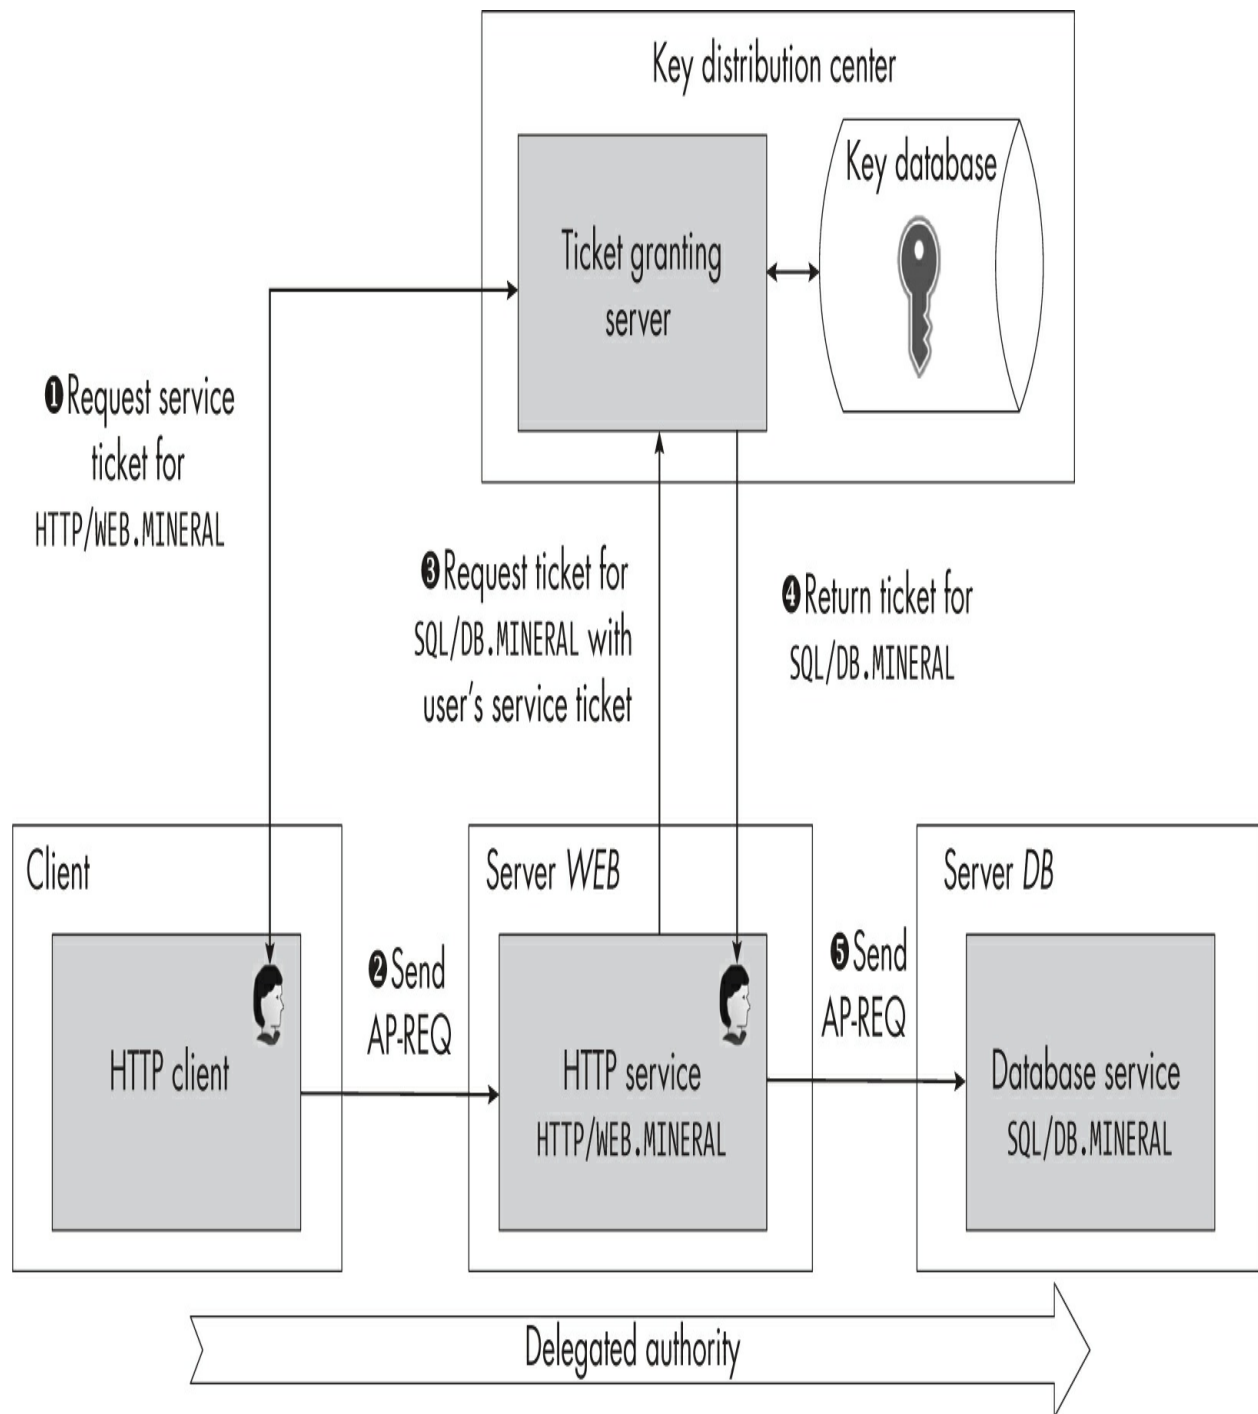 Key distribution center
Key database
Ticket granting
server
❶Request service
ticket for
HTTP/WEB.MINERAL
❸Request ticket for
SQL/DB.MINERAL with
user's service ticket
❹Return ticket for
SQL/DB.MINERAL
Client
HTTP client
❷Send
AP-REQ
Server WEB
HTTP service
HTTP/WEB.MINERAL
❺Send
AP-REQ
Server DB
Database service
SQL/DB.MINERAL
Delegated authority